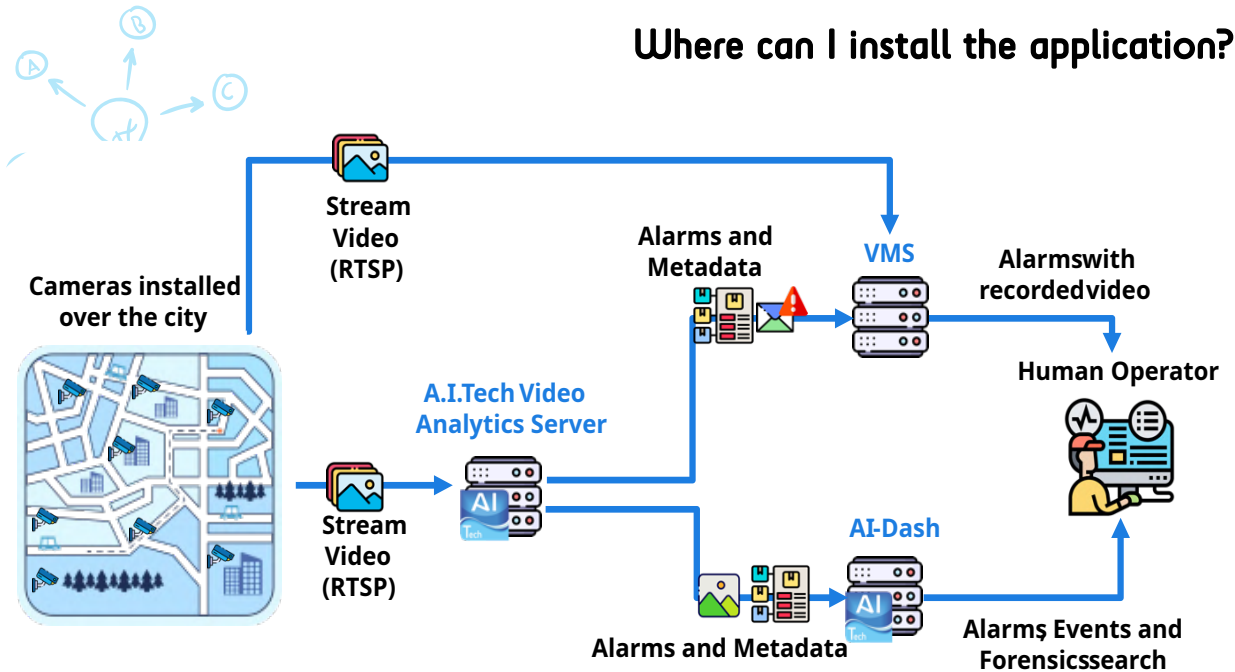 Where can I install the application?
B
A
C
Stream
Video
(RTSP)
Alarms and
Metadata
VMS
Alarmswith
recordedvideo
Cameras installed
over the city
Human Operator
A.I.Tech Video
Analytics Server
AI
Tech
Stream
Video
(RTSP)
AI-Dash
AI
Tech
Alarms and Metadata
Alarms, Events and
Forensicssearch